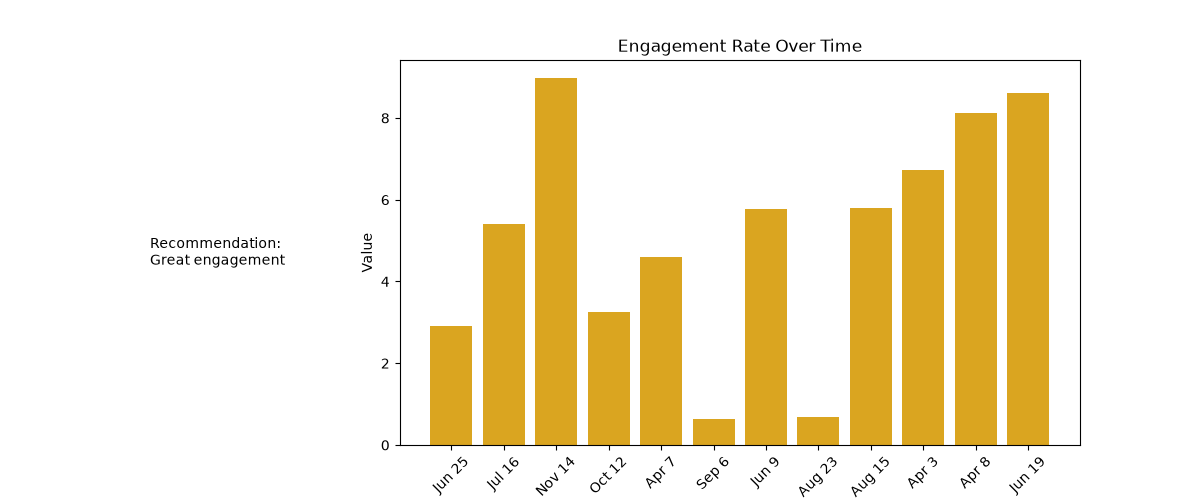 Engagement Rate Over Time
Recommendation:
Great engagement
Value
8
6
4
2
0
Jun 25
Jul 16
Nov 14
Oct 12
Apr 7
Sep 6
Jun 9
Aug 23
Aug 15
Apr 3
Apr 8
Jun 19